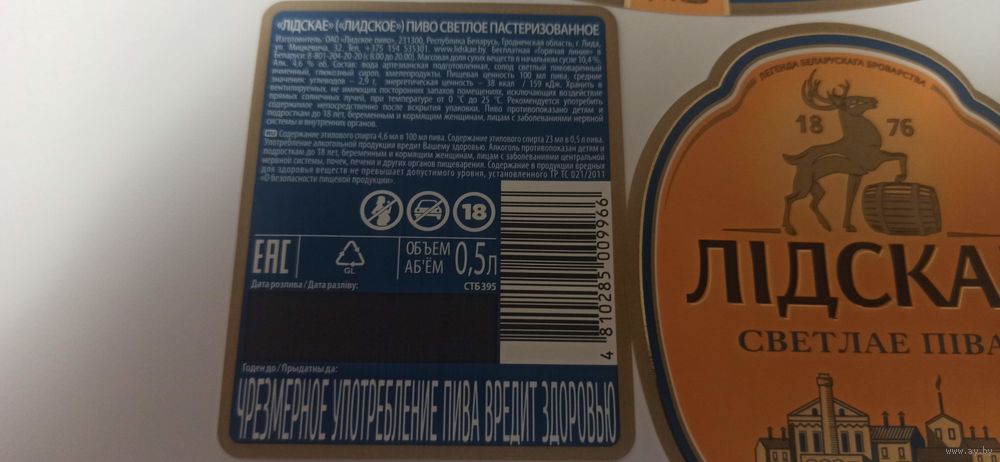 «ЛІДСКАЕ» («ЛИДСКОЕ») ПИВО СВЕТЛОЕ ПАСТЕРИЗОВАННОЕ
Изготовитель: ОАО «Лидское пиво», 231300, Республика Беларусь, Гродненская область, г. Лида,
ул. Мицкевича, 32. Тел. +375 154 535301. www.lidskae.by. Бесплатная «Горячая линия» в
Беларуси: 8-801-204-20-20 (с 8.00 до 20.00). Массовая доля сухих веществ в начальном сусле 10,4 %.
Алк. 4,6 % об. Состав: вода артезианская подготовленная, солод светлый пивоваренный
ячменный, глюкозный сироп, хмелепродукты. Пищевая ценность 100 мл пива, средние
значения: углеводов – 2,9 г, энергетическая ценность – 38 ккал / 159 кДж. Хранить в
вентилируемых, не имеющих посторонних запахов помещениях, исключающих воздействие
прямых солнечных лучей, при температуре от 0 °С до 25 °С. Рекомендуется употребить
содержимое непосредственно после вскрытия упаковки. Пиво противопоказано детям и
подросткам до 18 лет, беременным и кормящим женщинам, лицам с заболеваниями нервной
системы и внутренних органов.
Содержание этилового спирта 4,6 мл в 100 мл пива. Содержание этилового спирта 23 мл в 0,5 л пива.
Употребление алкогольной продукции вредит Вашему здоровью. Алкоголь противопоказан детям и
подросткам до 18 лет, беременным и кормящим женщинам, лицам с заболеваниями центральной
нервной системы, почек, печени и других органов пищеварения. Содержание в продукции вредных
для здоровья веществ не превышает допустимого уровня, установленного ТР ТС 021/2011
«О безопасности пищевой продукции».
18
EAC
GL
ОБЪЕМ
АБ'ЁМ
0,5л
Дата розлива / Дата разліву:
СТБ 395
4 810285 009966
Годен до / Прыдатны да:
ЧРЕЗМЕРНОЕ УПОТРЕБЛЕНИЕ ПИВА ВРЕДИТ ЗДОРОВЬЮ
ЛЕГЕНДА БЕЛАРУСКАГА БРОВАРСТВА
18 76
ЛІДСКА
СВЕТЛАЕ ПІВА
www.ay.by